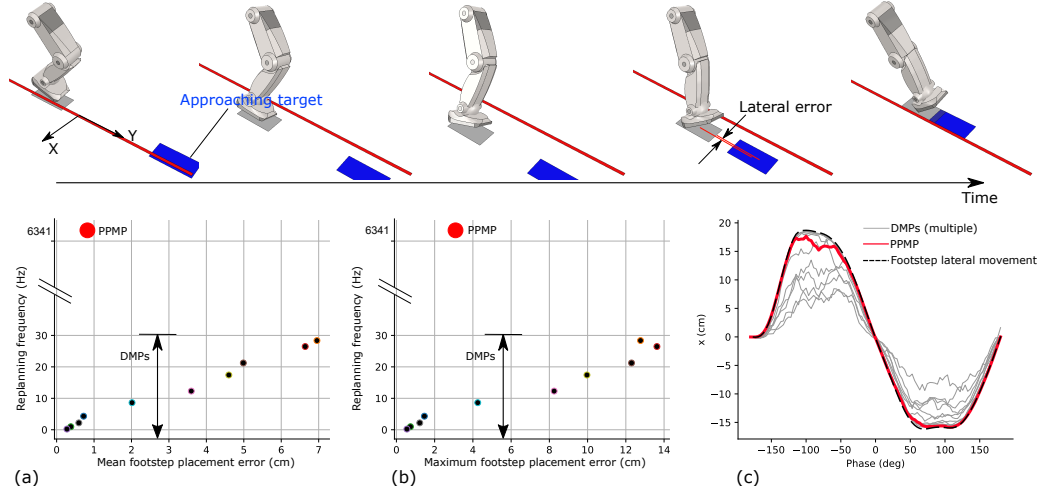 Approaching target
X
Y
Lateral error
Time
6341
PPMP
30
20
10
0
DMPs
Replanning frequency (Hz)
0
1
2
3
4
5
6
7
Mean footstep placement error (cm)
(a)
6341
PPMP
30
20
10
0
DMPs
Replanning frequency (Hz)
0
2
4
6
8
10
12
14
Maximum footstep placement error (cm)
(b)
20
15
10
5
0
−5
−10
−15
x (cm)
DMPs (multiple)
PPMP
Footstep lateral movement
−150
−100
−50
0
50
100
150
Phase (deg)
(c)